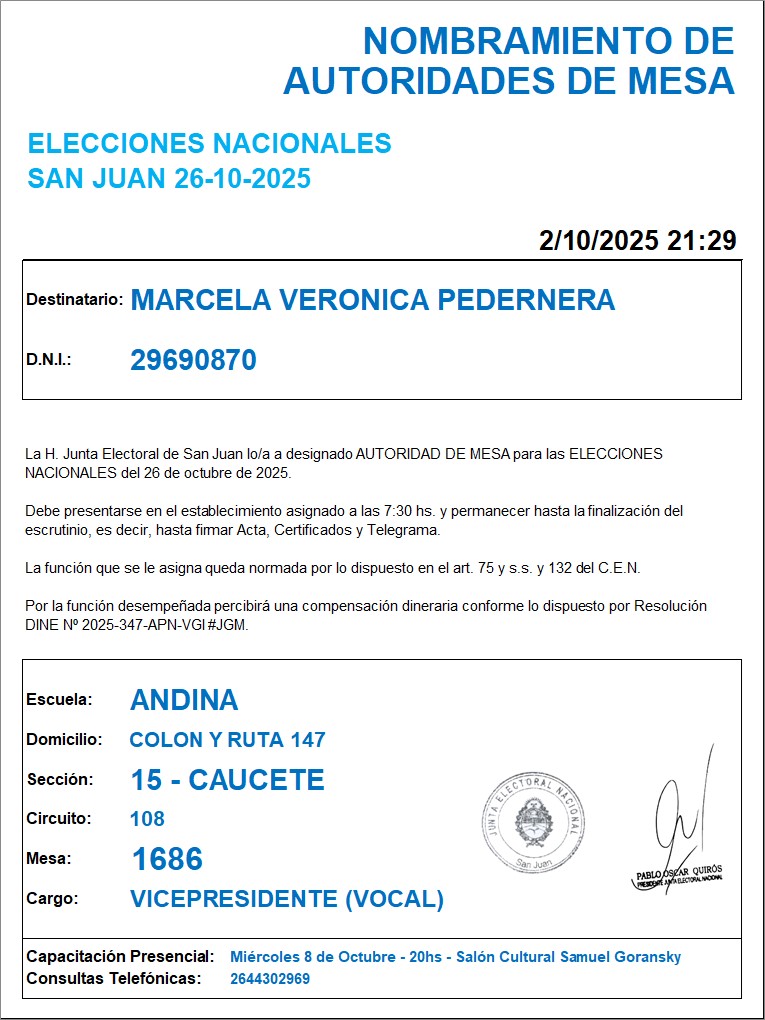 NOMBRAMIENTO DE
AUTORIDADES DE MESA
ELECCIONES NACIONALES
SAN JUAN 26-10-2025
2/10/2025 21:29
Destinatario: MARCELA VERONICA PEDERNERA
D.N.I.: 29690870
La H. Junta Electoral de San Juan lo/a a designado AUTORIDAD DE MESA para las ELECCIONES
NACIONALES del 26 de octubre de 2025.
Debe presentarse en el establecimiento asignado a las 7:30 hs. y permanecer hasta la finalización del
escrutinio, es decir, hasta firmar Acta, Certificados y Telegrama.
La función que se le asigna queda normada por lo dispuesto en el art. 75 y s.s. y 132 del C.E.N.
Por la función desempeñada percibirá una compensación dineraria conforme lo dispuesto por Resolución
DINE Nº 2025-347-APN-VGI#JGM.
Escuela: ANDINA
Domicilio: COLON Y RUTA 147
Sección: 15 - CAUCETE
Circuito: 108
Mesa: 1686
Cargo: VICEPRESIDENTE (VOCAL)
JUNTA ELECTORAL NACIONAL
San Juan
PABLO OSCAR QUIRÓS
PRESIDENTE JUNTA ELECTORAL NACIONAL
Capacitación Presencial: Miércoles 8 de Octubre - 20hs - Salón Cultural Samuel Goransky
Consultas Telefónicas: 2644302969